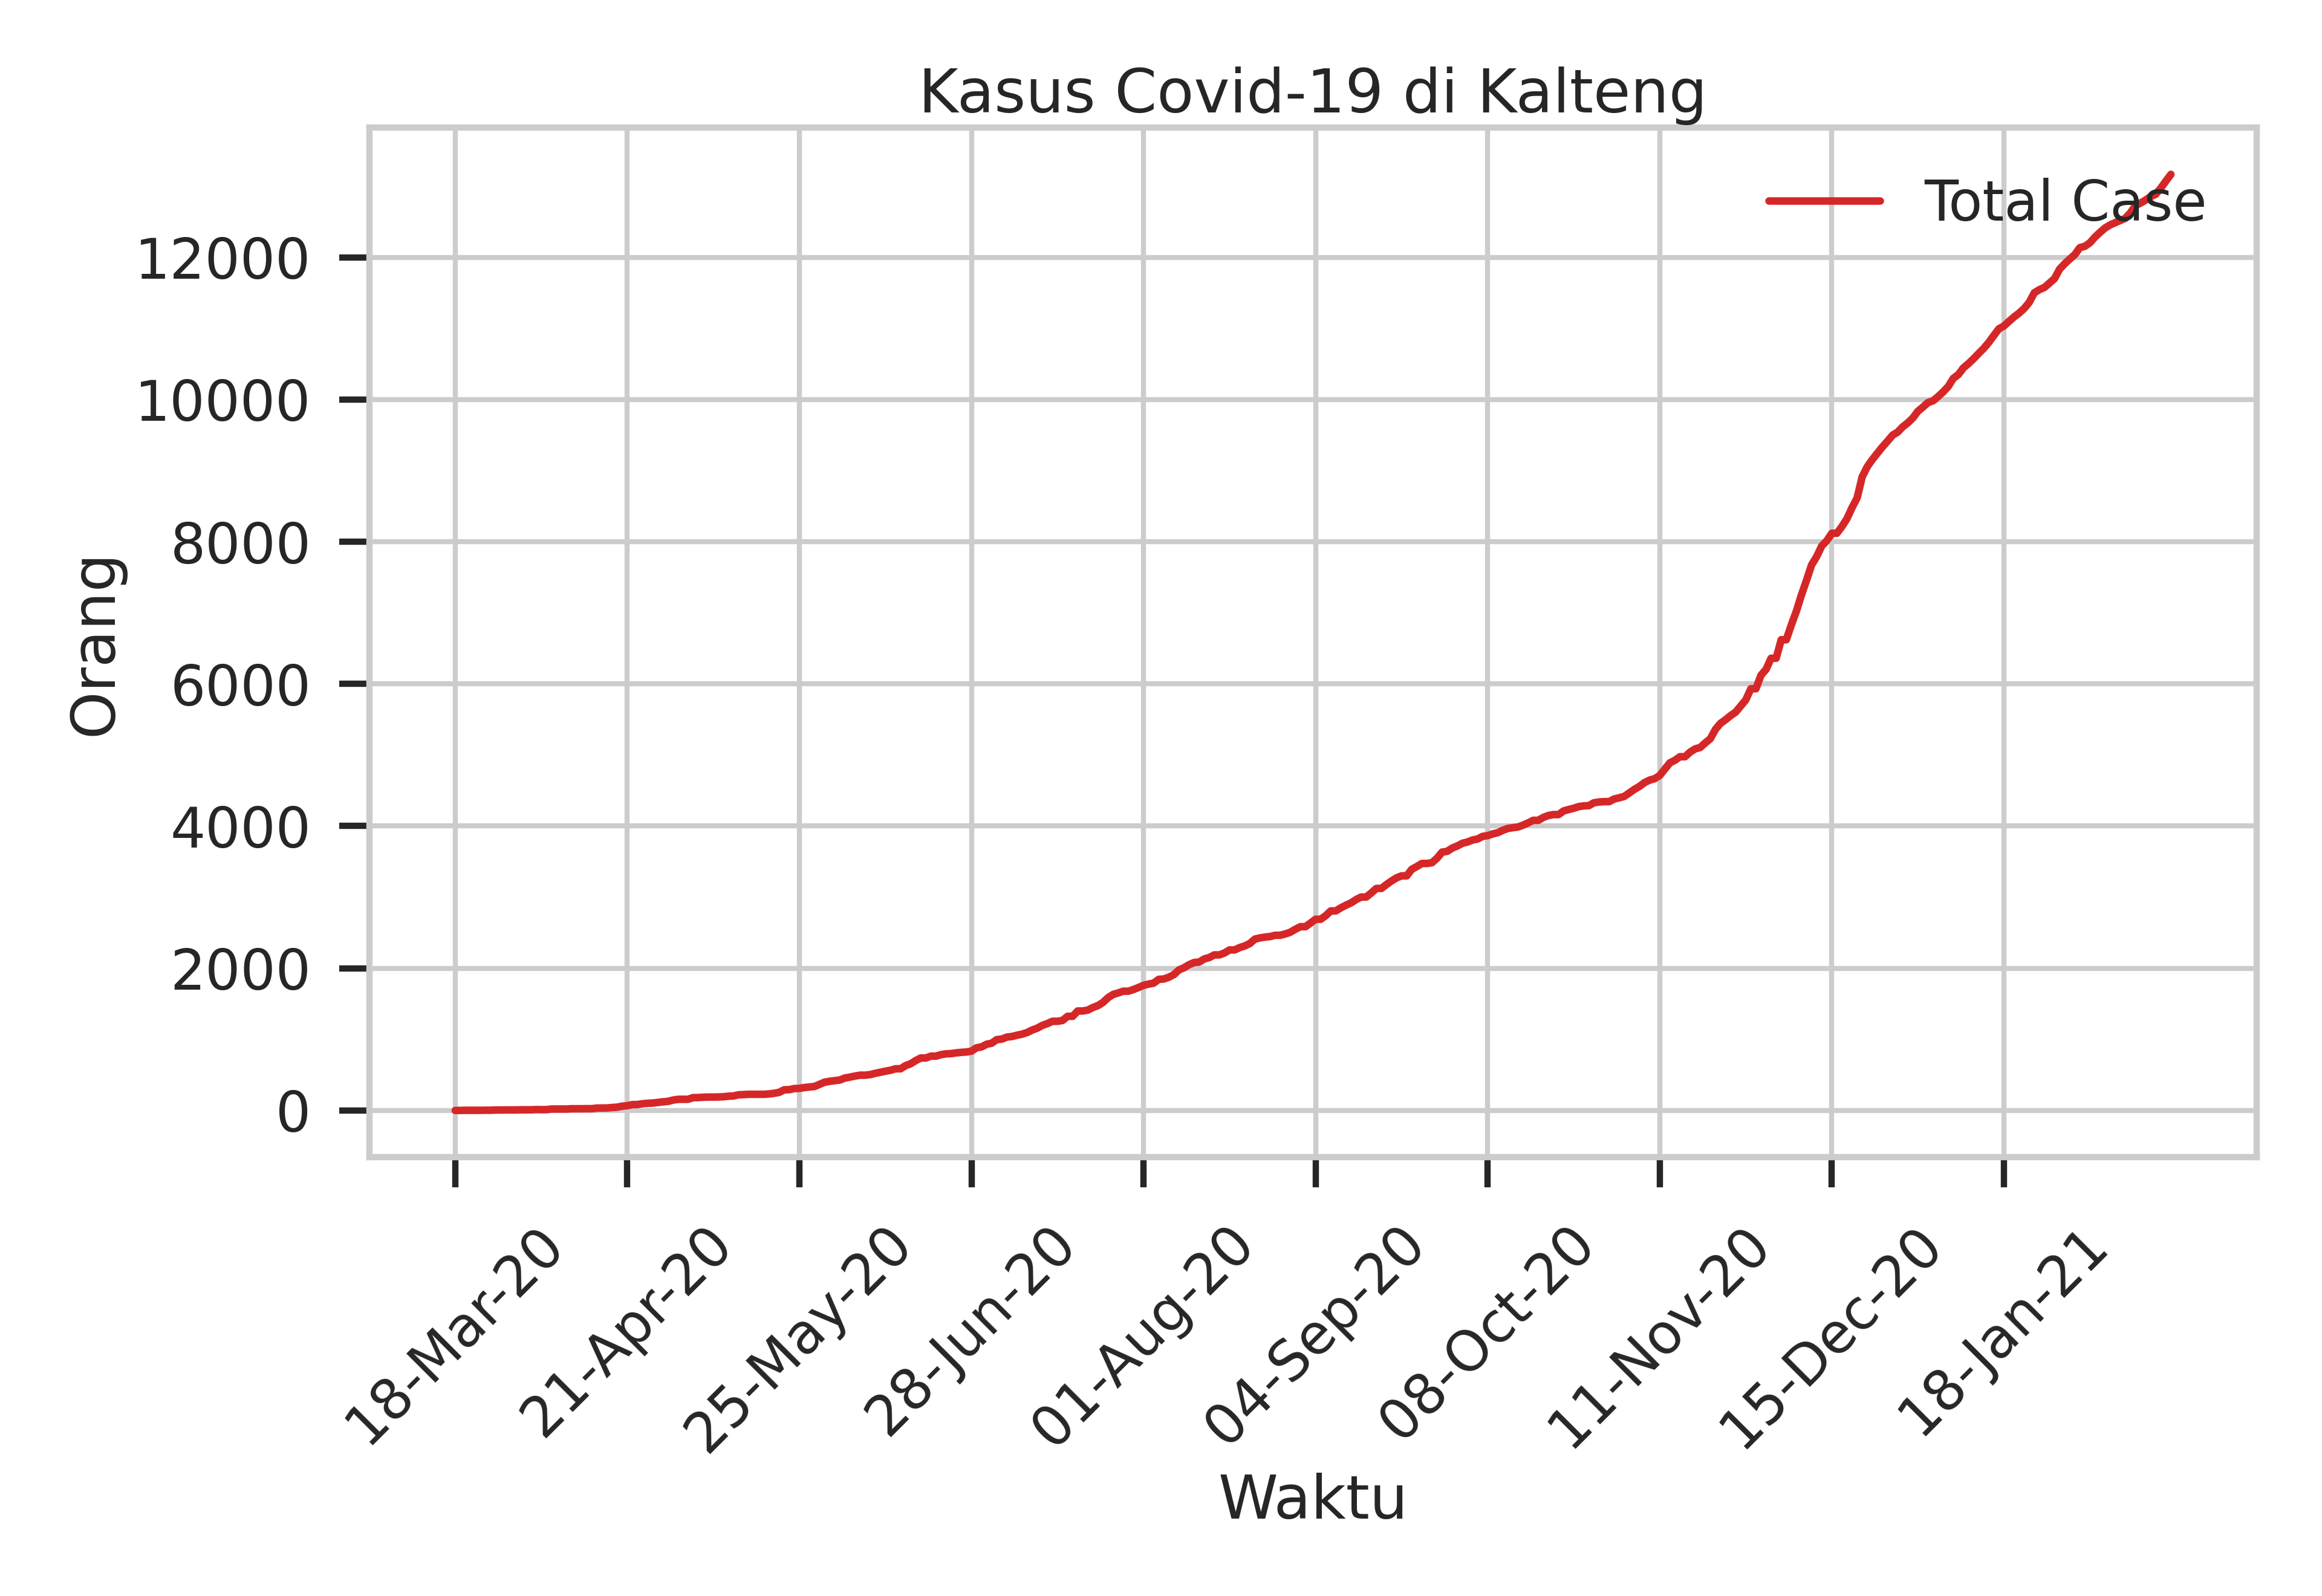 Kasus Covid-19 di Kalteng
Total Case
12000
10000
8000
6000
4000
2000
0
Orang
18-Mar-20
21-Apr-20
25-May-20
28-Jun-20
01-Aug-20
04-Sep-20
08-Oct-20
11-Nov-20
15-Dec-20
18-Jan-21
Waktu